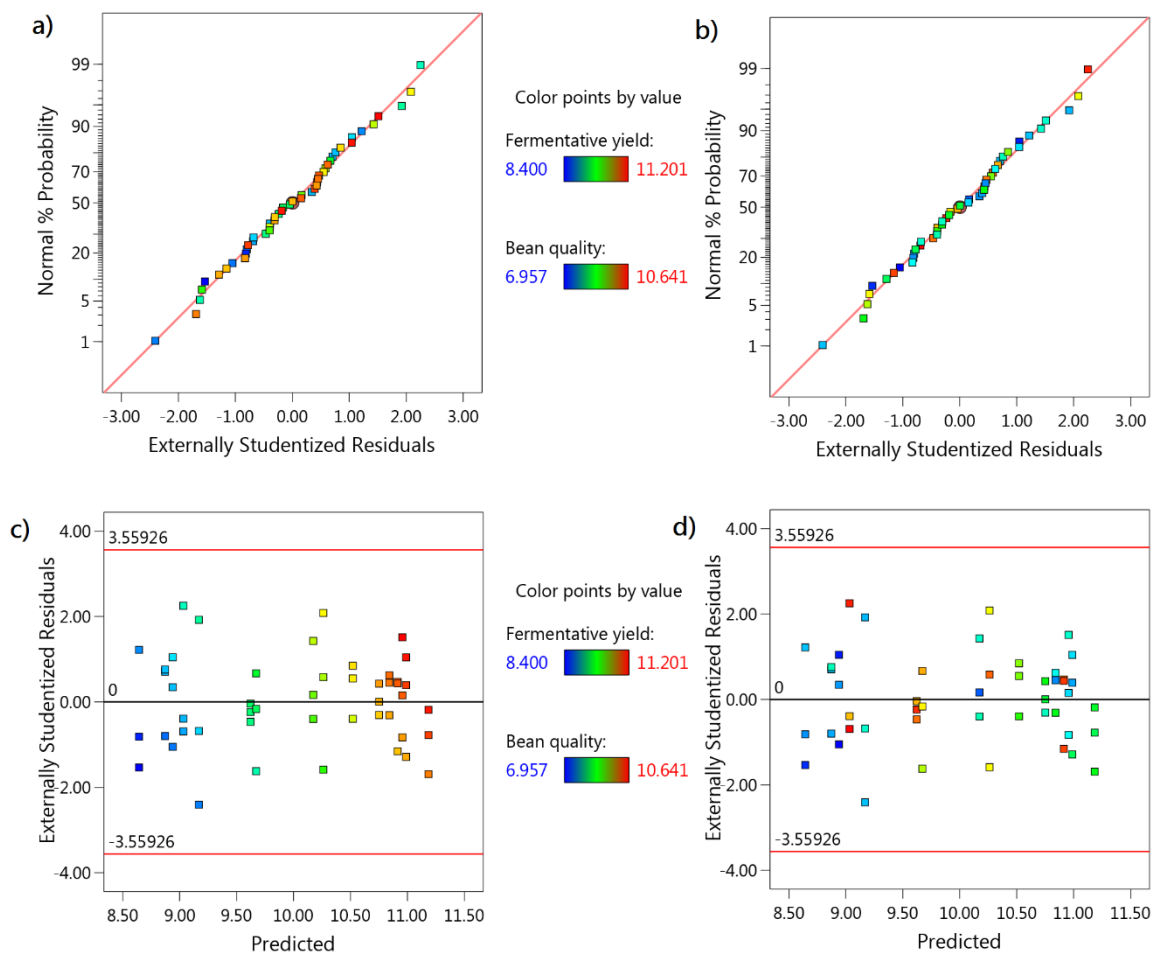 a)
Normal % Probability
99
90
70
50
20
5
1
-3.00 -2.00 -1.00 0.00 1.00 2.00 3.00
Externally Studentized Residuals
Color points by value
Fermentative yield:
8.400 11.201
Bean quality:
6.957 10.641
b)
Normal % Probability
99
90
70
50
20
5
1
-3.00 -2.00 -1.00 0.00 1.00 2.00 3.00
Externally Studentized Residuals
c)
Externally Studentized Residuals
4.00
3.55926
2.00
0
0.00
-2.00
-3.55926
-4.00
8.50 9.00 9.50 10.00 10.50 11.00 11.50
Predicted
Color points by value
Fermentative yield:
8.400 11.201
Bean quality:
6.957 10.641
d)
Externally Studentized Residuals
4.00
3.55926
2.00
0
0.00
-2.00
-3.55926
-4.00
8.50 9.00 9.50 10.00 10.50 11.00 11.50
Predicted